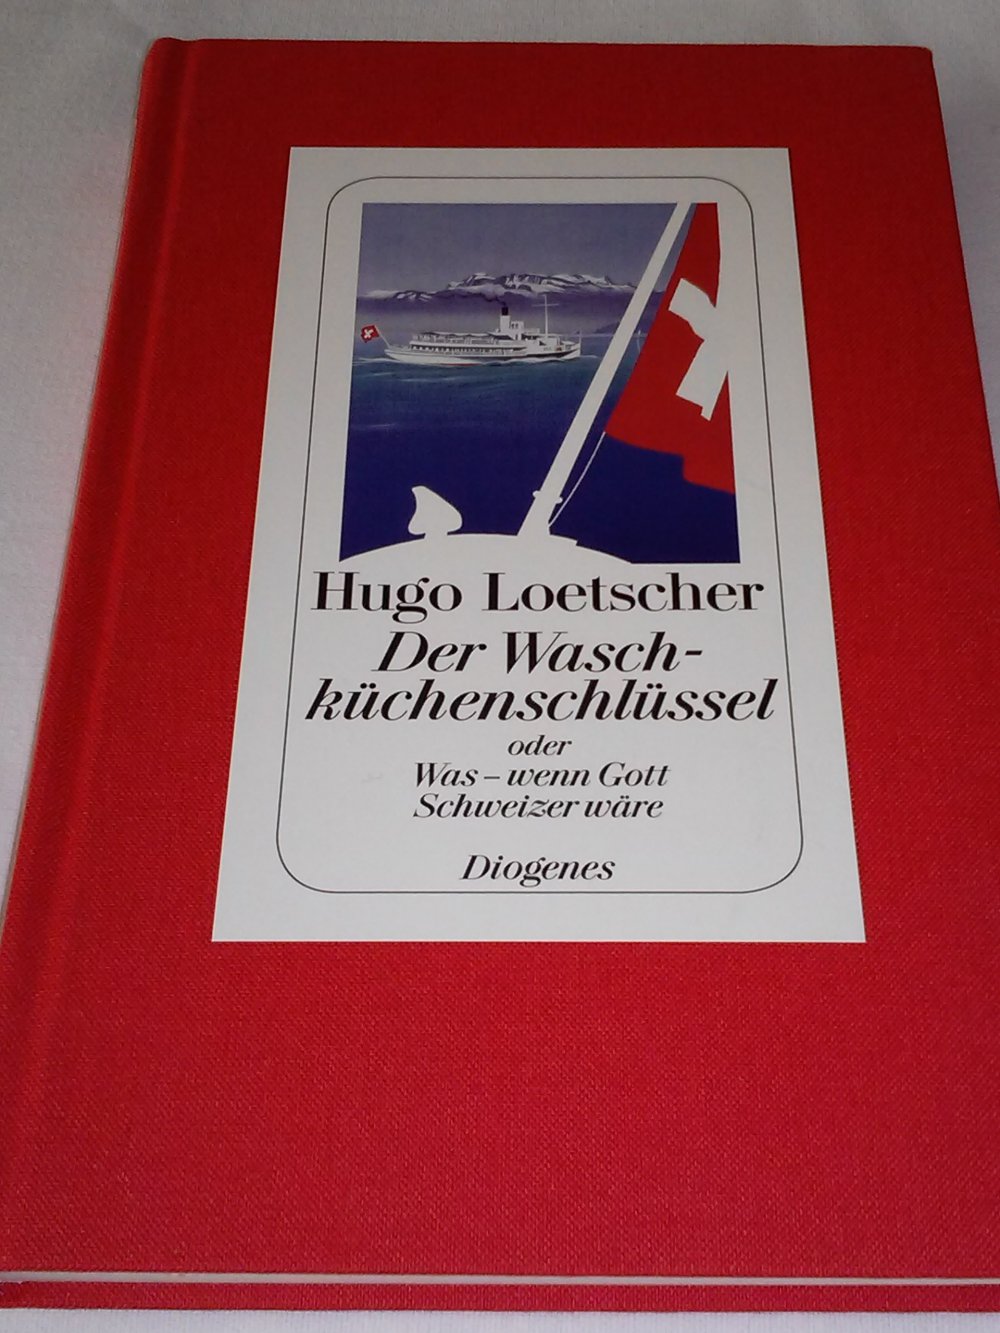 Hugo Loetscher
Der Wasch-
küchenschlüssel
oder
Was – wenn Gott
Schweizer wäre
Diogenes